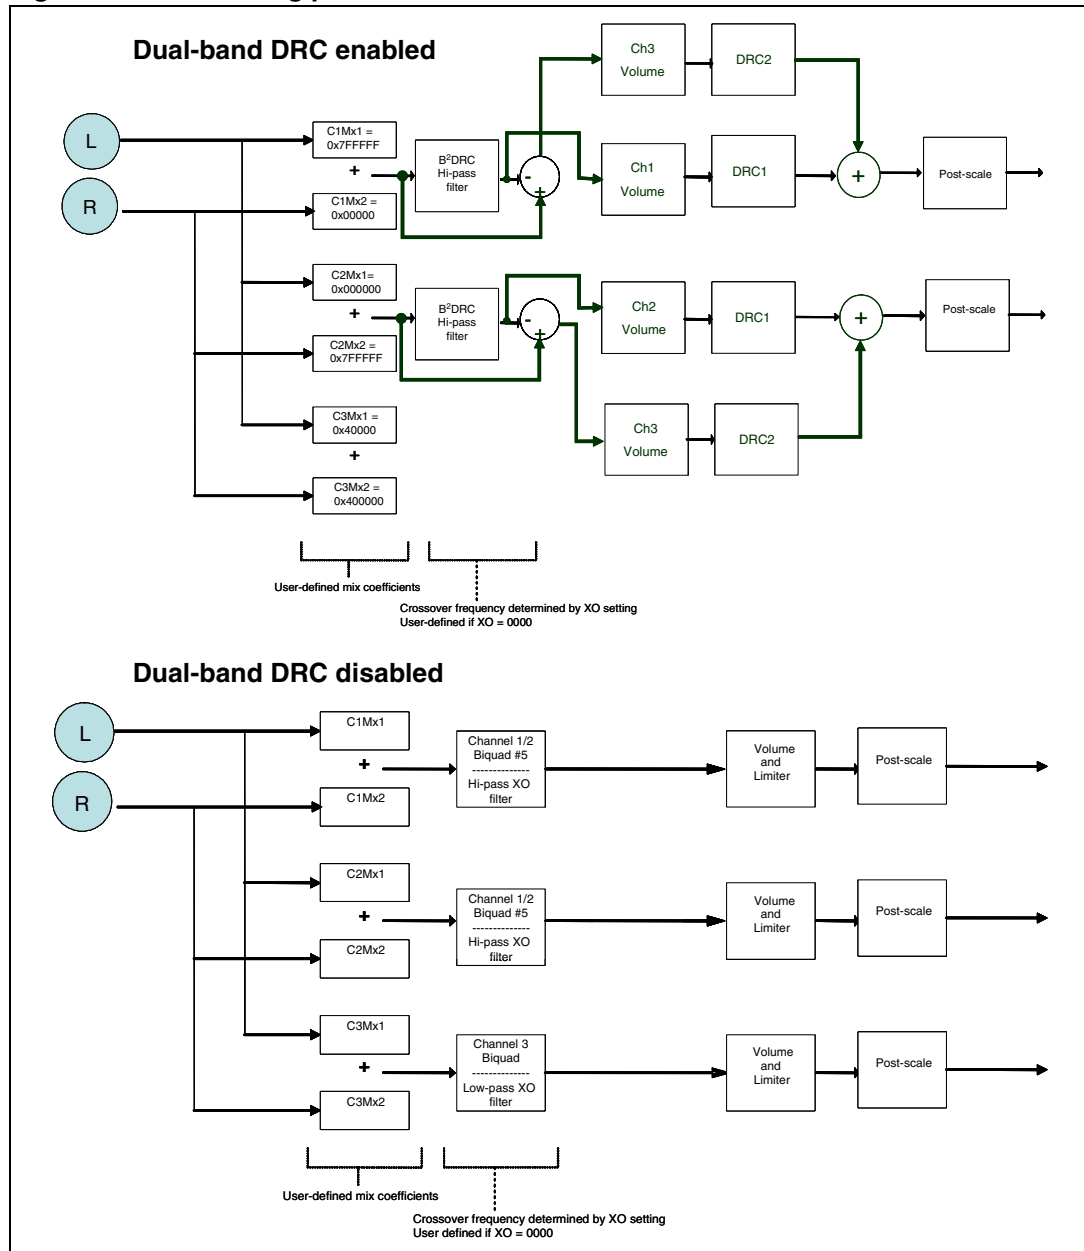 Dual-band DRC enabled
L
R
C1Mx1 =
0x7FFFFF
+
C1Mx2 =
0x00000
B²DRC
Hi-pass
filter
-
+
Ch3
Volume
DRC2
Ch1
Volume
DRC1
+
Post-scale
C2Mx1=
0x000000
+
C2Mx2 =
0x7FFFFF
B²DRC
Hi-pass
filter
-
+
Ch2
Volume
DRC1
+
Post-scale
Ch3
Volume
DRC2
C3Mx1 =
0x40000
+
C3Mx2 =
0x400000
User-defined mix coefficients
Crossover frequency determined by XO setting
User-defined if XO = 0000
Dual-band DRC disabled
L
R
C1Mx1
+
C1Mx2
Channel 1/2
Biquad #5
---------------
Hi-pass XO
filter
Volume
and
Limiter
Post-scale
C2Mx1
+
C2Mx2
Channel 1/2
Biquad #5
---------------
Hi-pass XO
filter
Volume
and
Limiter
Post-scale
C3Mx1
+
C3Mx2
Channel 3
Biquad
---------------
Low-pass XO
filter
Volume
and
Limiter
Post-scale
User-defined mix coefficients
Crossover frequency determined by XO setting
User defined if XO = 0000